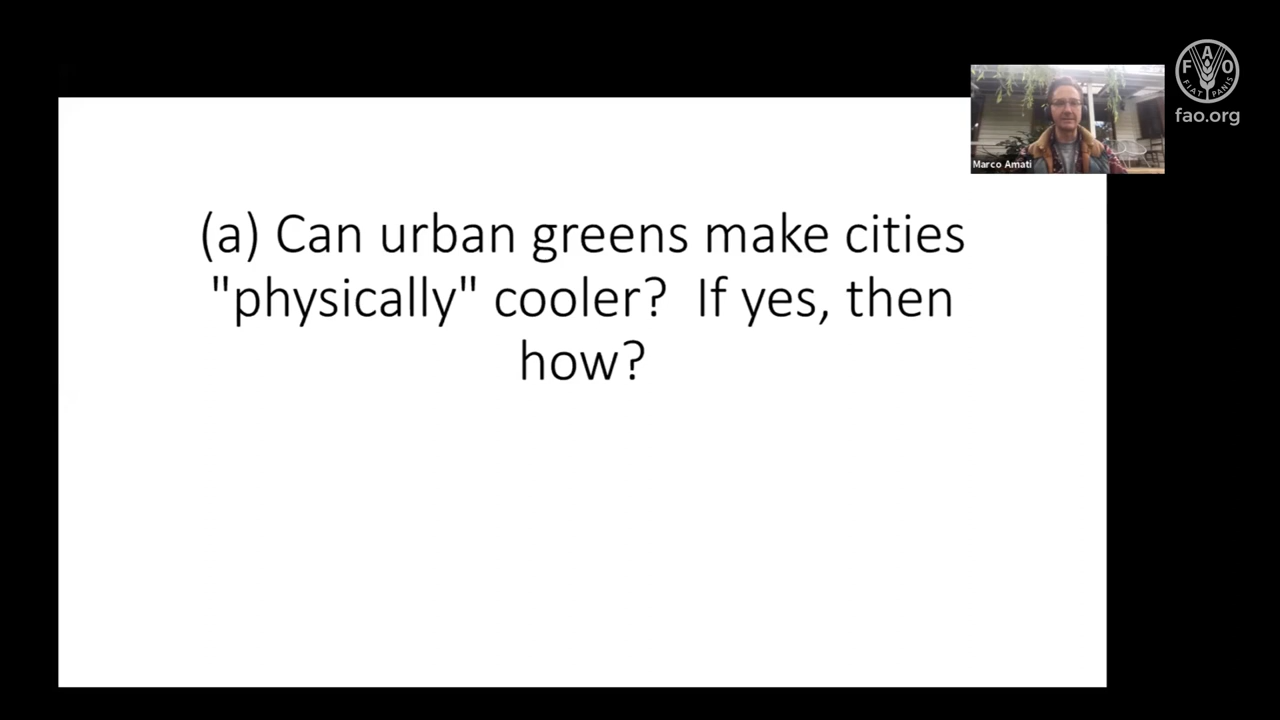 (a) Can urban greens make cities
"physically" cooler?  If yes, then
how?
Marco Amati
FAO
FIAT PANIS
fao.org